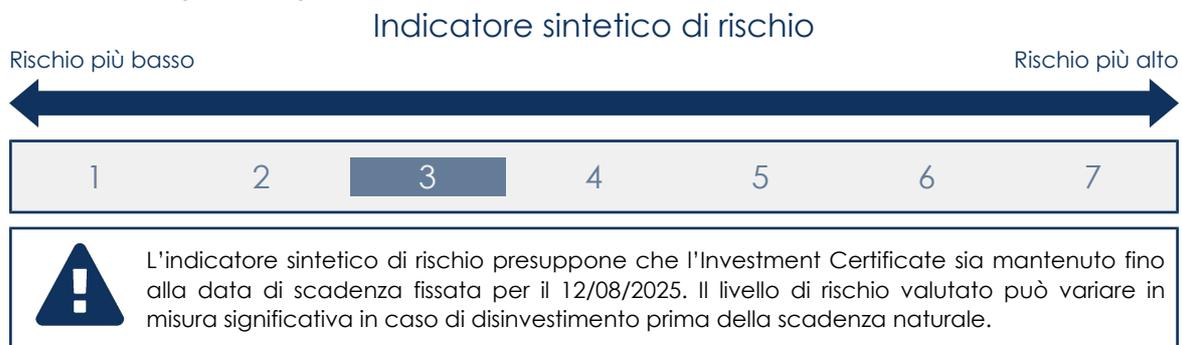 Indicatore sintetico di rischio
Rischio più basso Rischio più alto
1 2 3 4 5 6 7
L'indicatore sintetico di rischio presuppone che l'Investment Certificate sia mantenuto fino
alla data di scadenza fissata per il 12/08/2025. Il livello di rischio valutato può variare in
misura significativa in caso di disinvestimento prima della scadenza naturale.